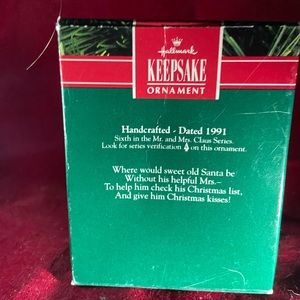 Hallmark
KEEPSAKE
ORNAMENT
Handcrafted - Dated 1991
Sixth in the Mr. and Mrs. Claus Series.
Look for series verification on this ornament.
Where would sweet old Santa be
Without his helpful Mrs.—
To help him check his Christmas list,
And give him Christmas kisses!